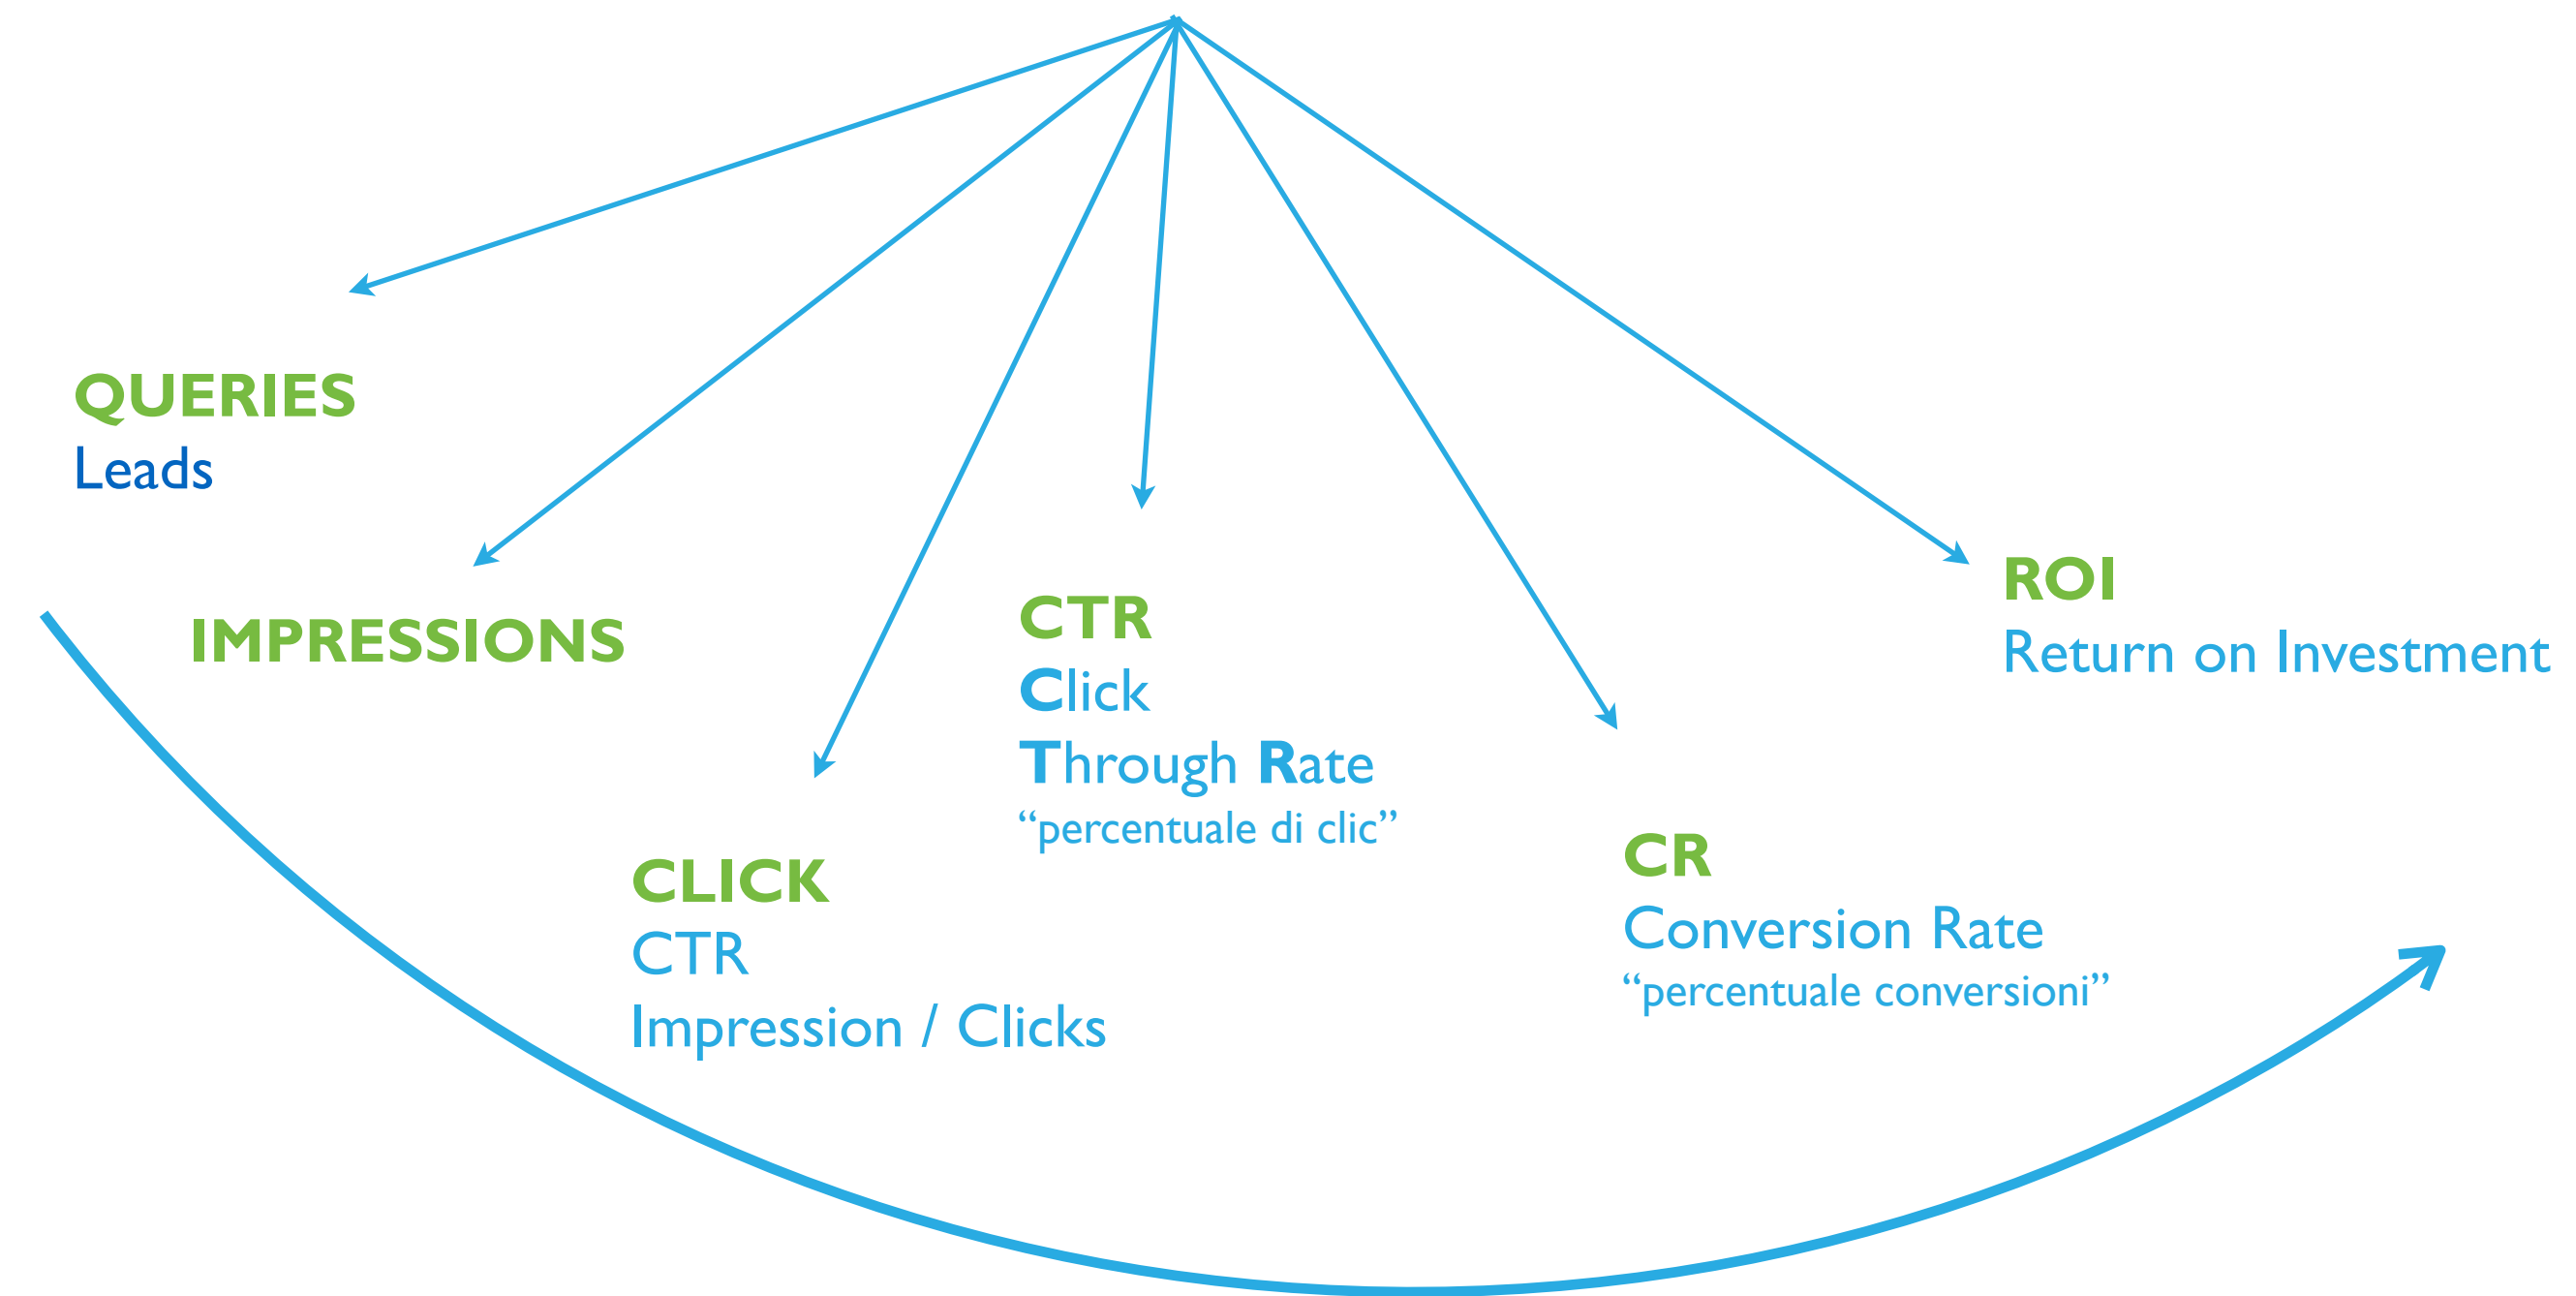 QUERIES
Leads
IMPRESSIONS
CLICK
CTR
Impression / Clicks
CTR
Click
Through Rate
“percentuale di clic”
CR
Conversion Rate
“percentuale conversioni”
ROI
Return on Investment